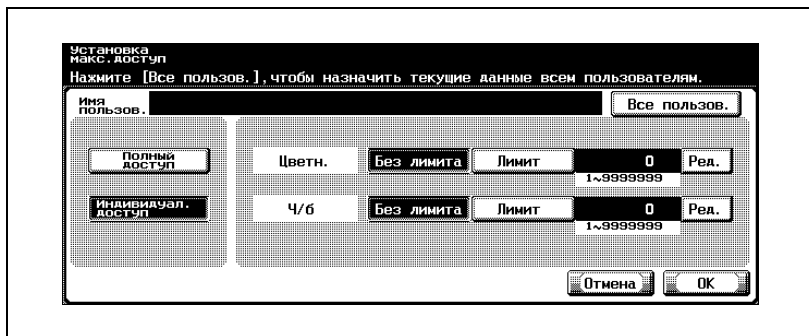 Установка
макс.доступ
Нажмите [Все пользов.],чтобы назначить текущие данные всем пользователям.
Имя
пользов.
Все пользов.
Полный
доступ
Цветн.
Без лимита
Лимит
0
Ред.
1~9999999
Индивидуал.
доступ
Ч/б
Без лимита
Лимит
0
Ред.
1~9999999
Отмена
OK